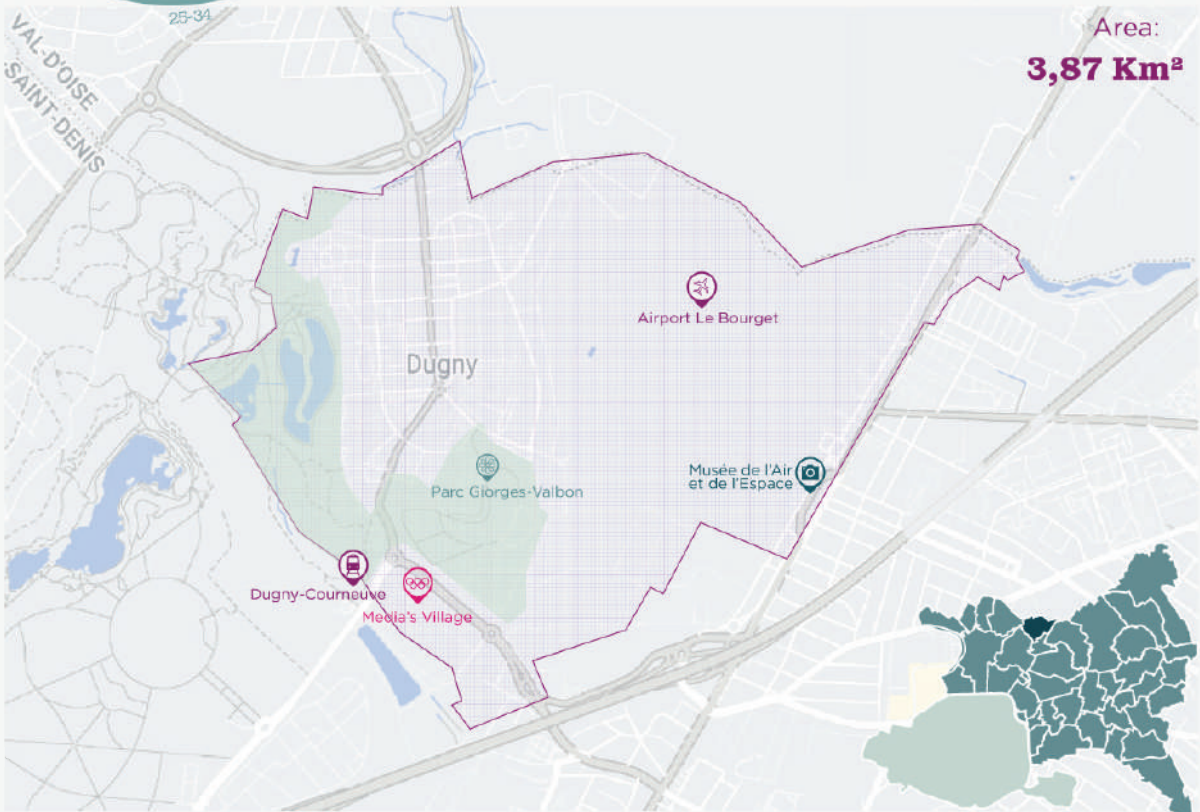 25-34
Area:
3,87 Km²
VAL-D'OISE
-SAINT-DENIS
Airport Le Bourget
Dugny
Parc Giorges-Valbon
Musée de l'Air
et de l'Espace
Dugny-Courneuve
Media's Village